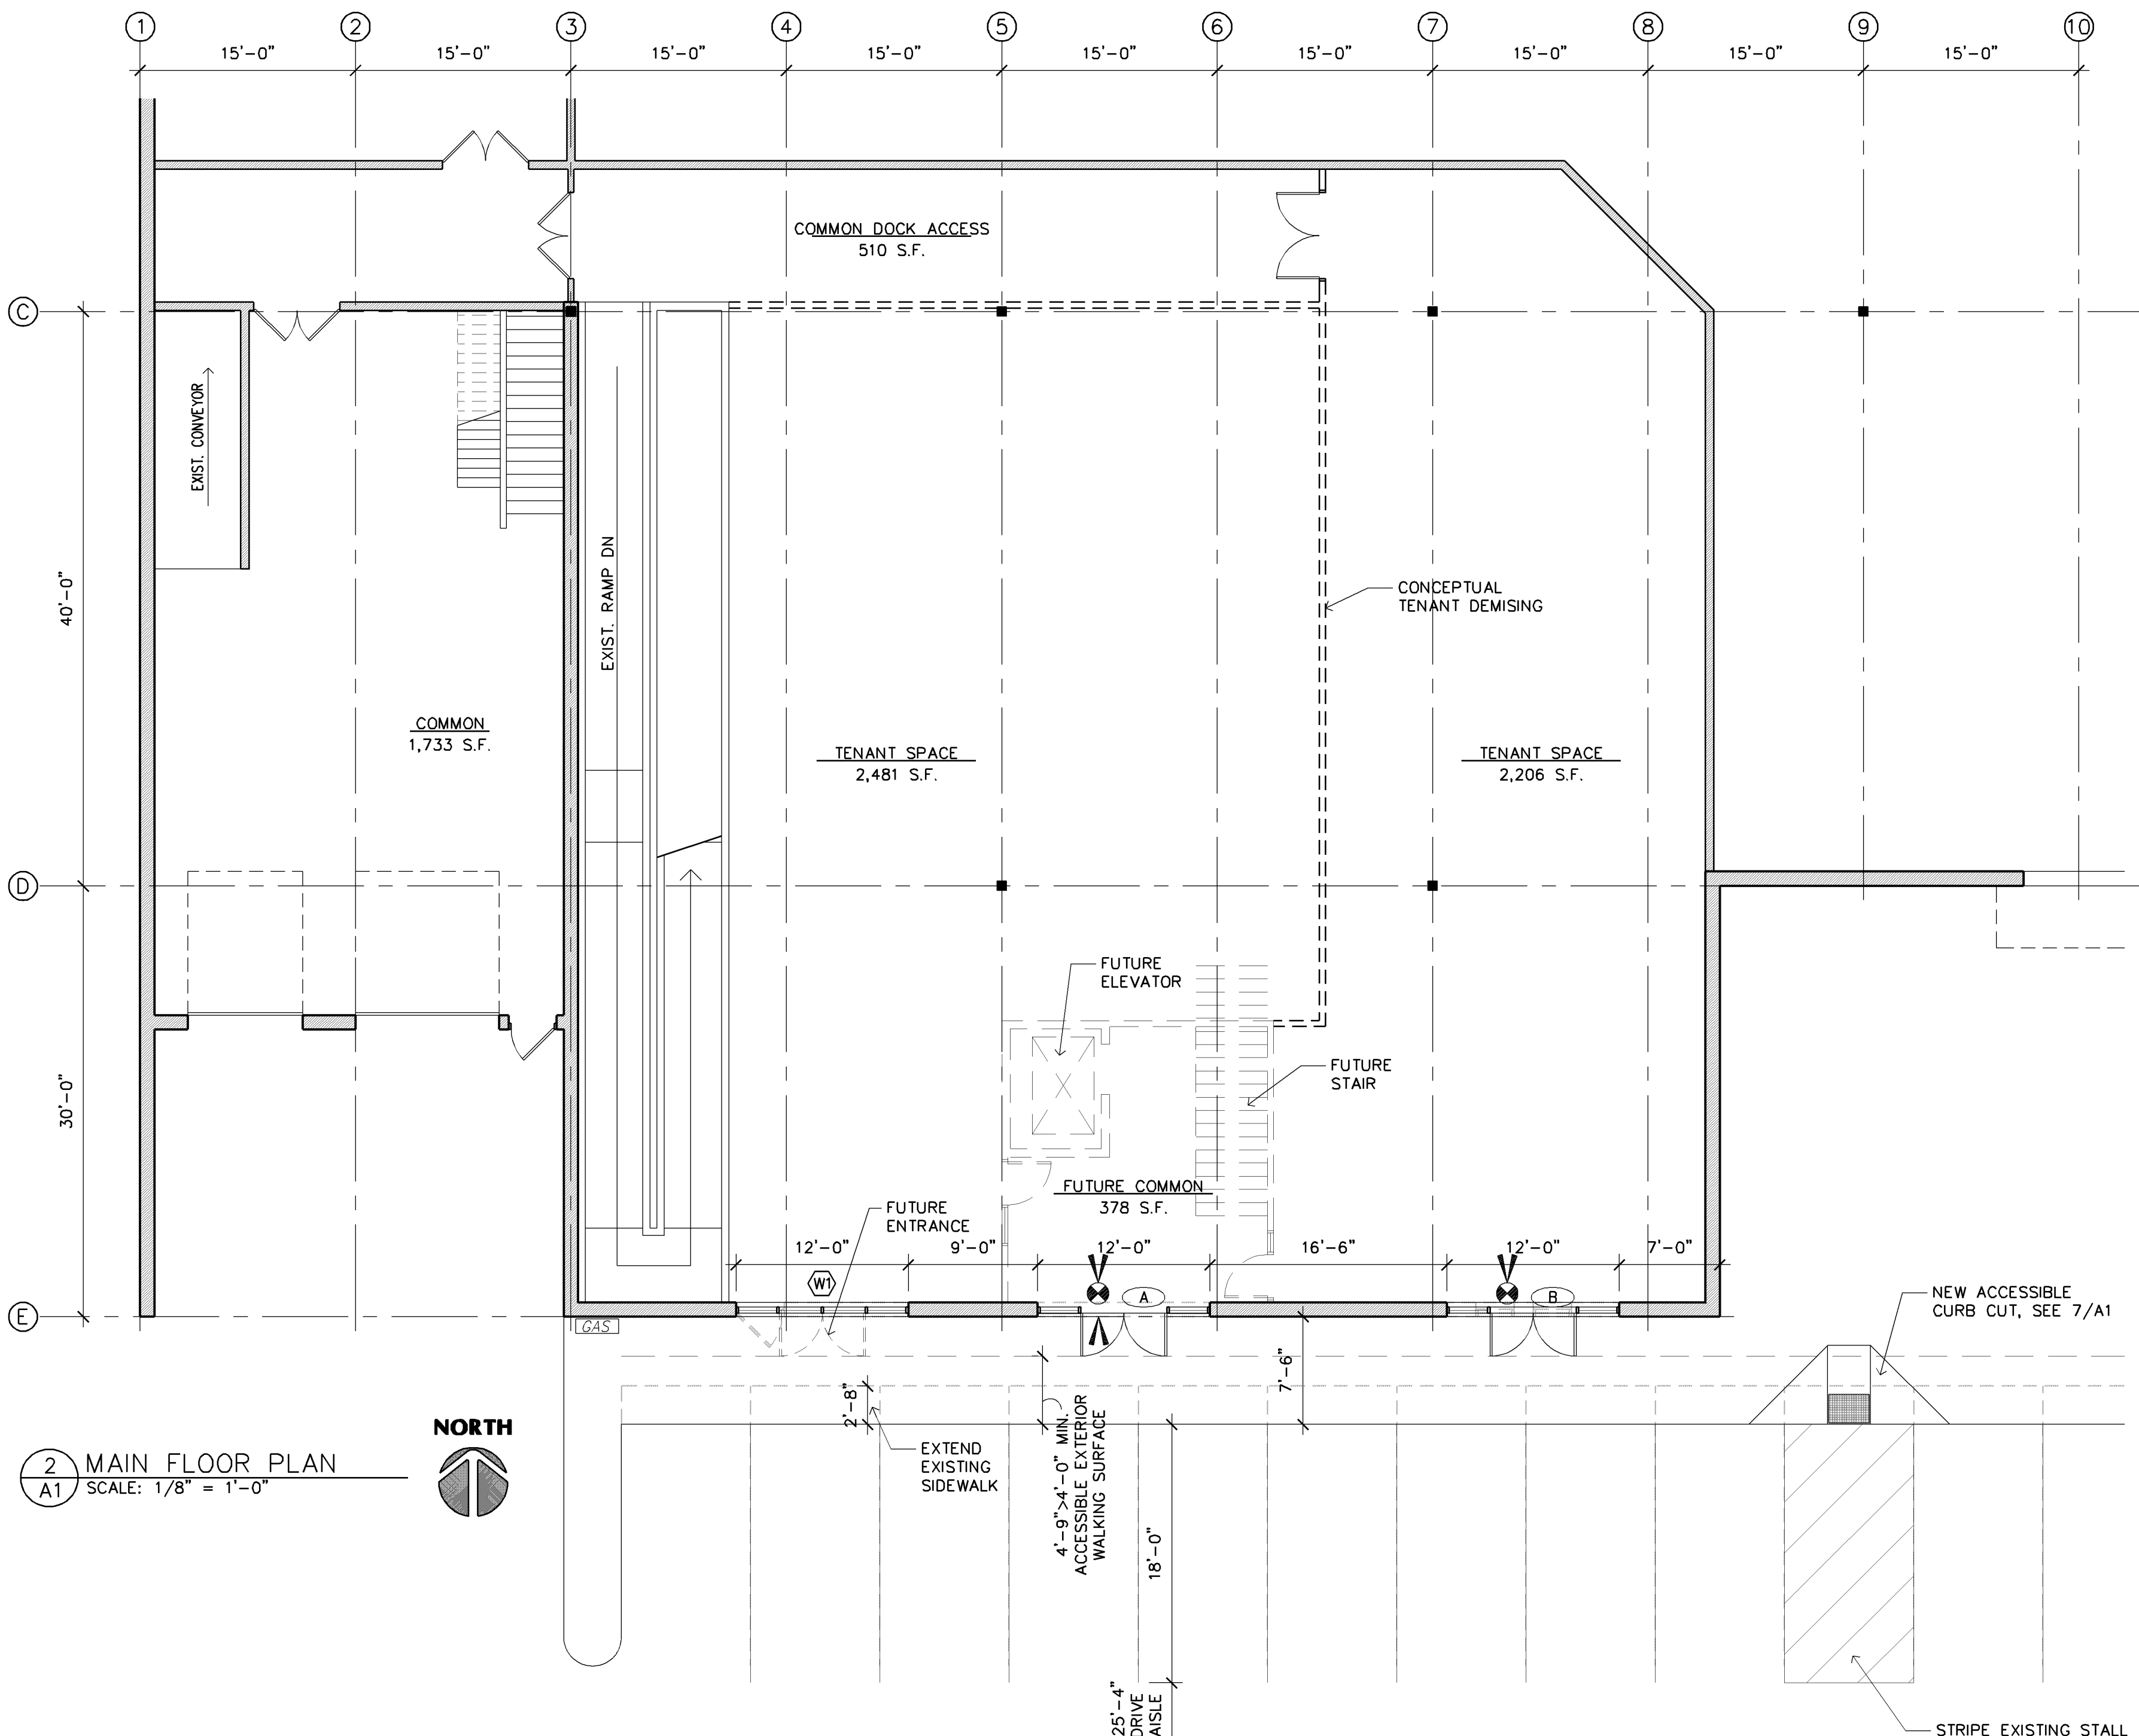 1 2 3 4 5 6 7 8 9 10
15'-0" 15'-0" 15'-0" 15'-0" 15'-0" 15'-0" 15'-0" 15'-0" 15'-0"
COMMON DOCK ACCESS
510 S.F.
C
EXIST. CONVEYOR
EXIST. RAMP DN
40'-0"
CONCEPTUAL
TENANT DEMISING
COMMON
1,733 S.F.
TENANT SPACE
2,481 S.F.
TENANT SPACE
2,206 S.F.
D
FUTURE
ELEVATOR
30'-0"
FUTURE
STAIR
FUTURE COMMON
378 S.F.
FUTURE
ENTRANCE
12'-0" 9'-0" 12'-0" 16'-6" 12'-0" 7'-0"
W1
A
B
E
GAS
NEW ACCESSIBLE
CURB CUT, SEE 7/A1
2'-8"
7'-6"
4'-9">4'-0" MIN.
ACCESSIBLE EXTERIOR
WALKING SURFACE
EXTEND
EXISTING
SIDEWALK
NORTH
2
A1
MAIN FLOOR PLAN
SCALE: 1/8" = 1'-0"
18'-0"
25'-4"
DRIVE
AISLE
STRIPE EXISTING STALL